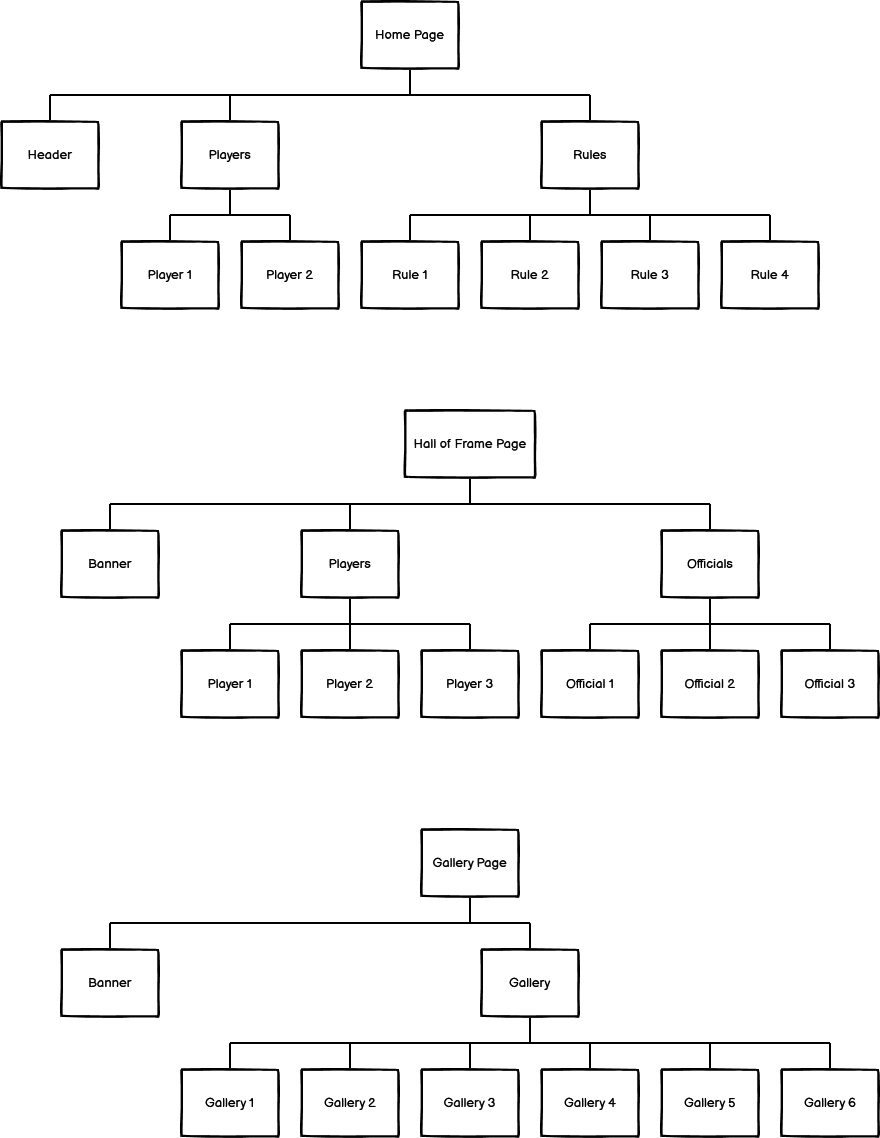 Home Page
Header
Players
Rules
Player 1
Player 2
Rule 1
Rule 2
Rule 3
Rule 4
Hall of Frame Page
Banner
Players
Officials
Player 1
Player 2
Player 3
Official 1
Official 2
Official 3
Gallery Page
Banner
Gallery
Gallery 1
Gallery 2
Gallery 3
Gallery 4
Gallery 5
Gallery 6